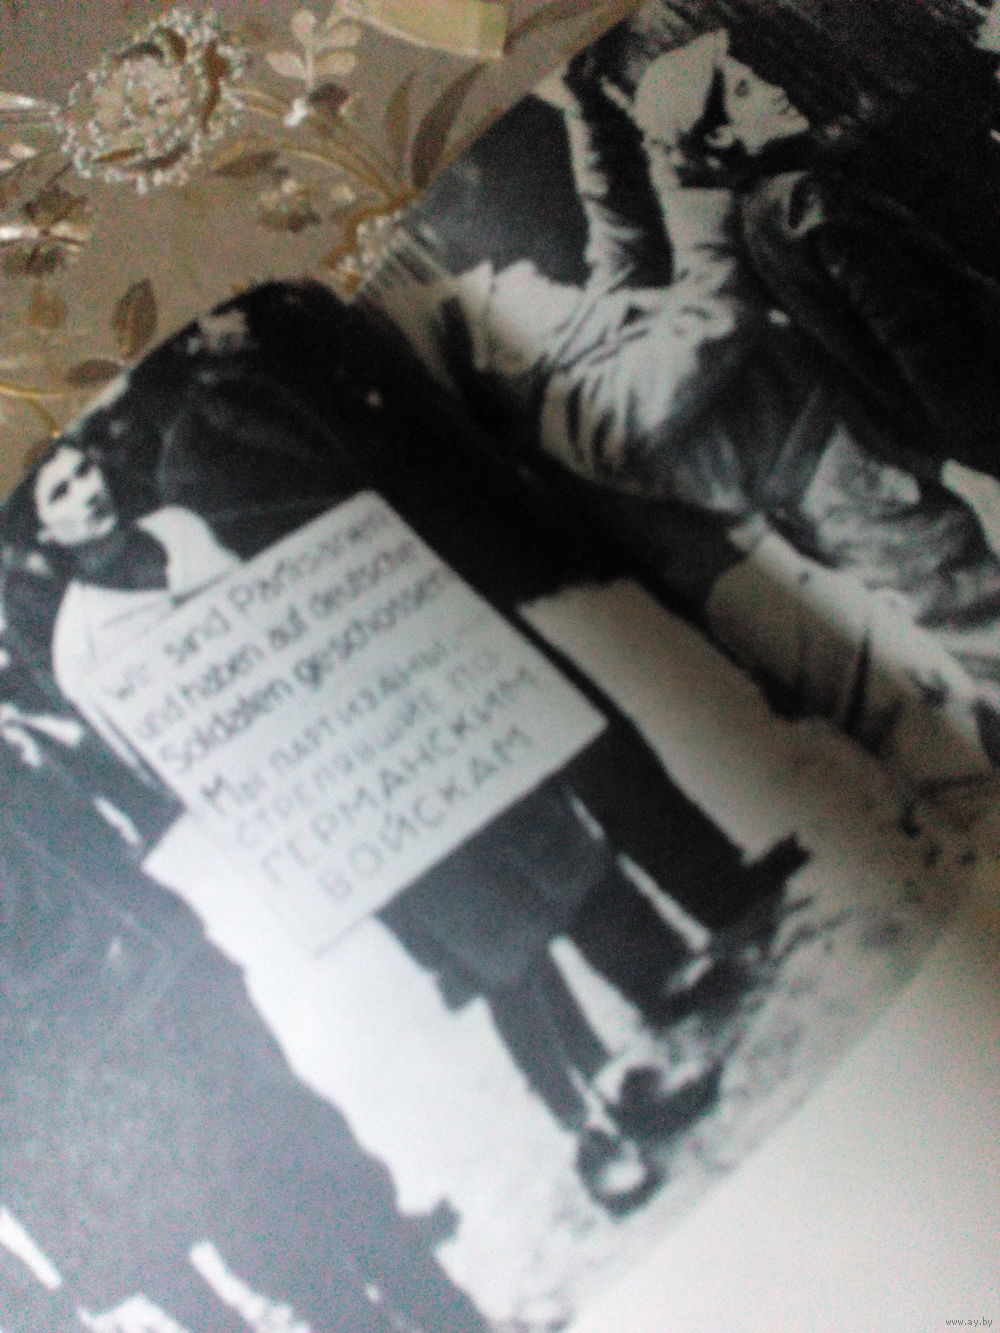 Wir sind Partisanen
und haben auf deutsche
Soldaten geschossen
Мы партизаны,
стрелявшие по
германским
войскам
www.ay.by